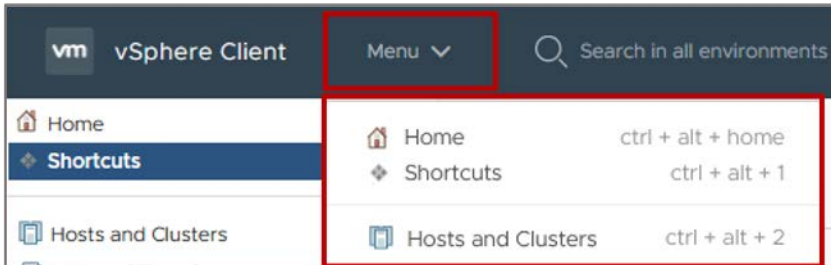 vm vSphere Client Menu Search in all environments
Home
Shortcuts
Hosts and Clusters
Home ctrl + alt + home
Shortcuts ctrl + alt + 1
Hosts and Clusters ctrl + alt + 2